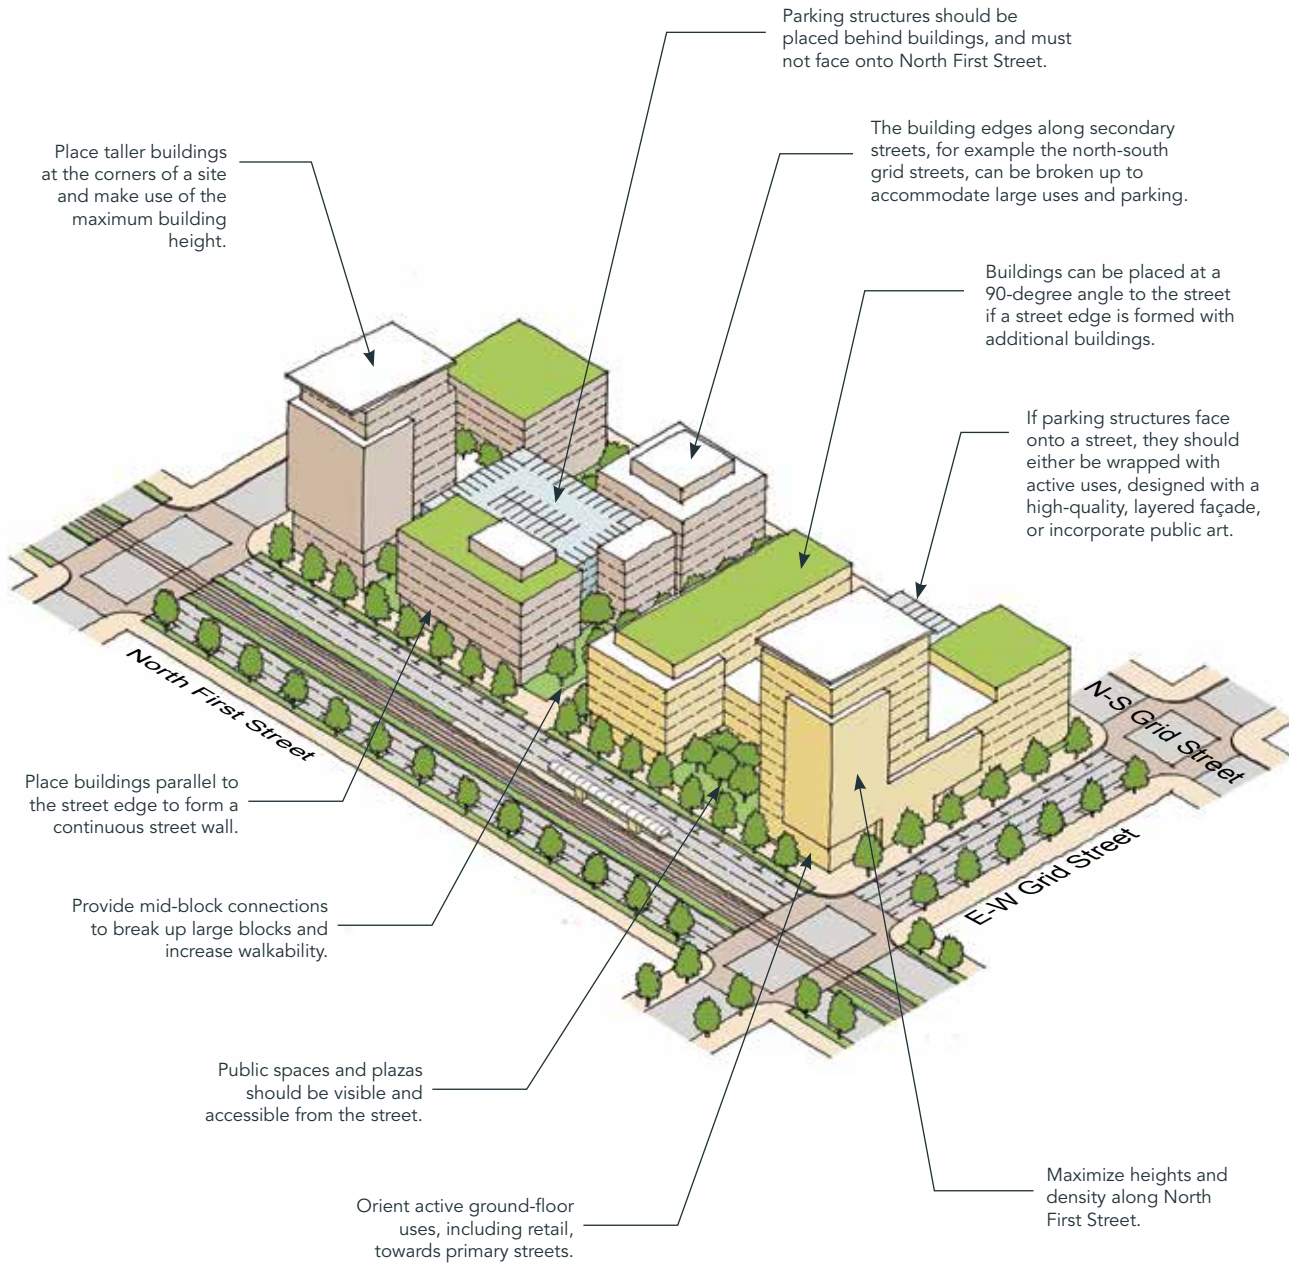 Parking structures should be
placed behind buildings, and must
not face onto North First Street.
The building edges along secondary
streets, for example the north-south
grid streets, can be broken up to
accommodate large uses and parking.
Place taller buildings
at the corners of a site
and make use of the
maximum building
height.
Buildings can be placed at a
90-degree angle to the street
if a street edge is formed with
additional buildings.
If parking structures face
onto a street, they should
either be wrapped with
active uses, designed with a
high-quality, layered façade,
or incorporate public art.
North First Street
N-S Grid Street
E-W Grid Street
Place buildings parallel to
the street edge to form a
continuous street wall.
Provide mid-block connections
to break up large blocks and
increase walkability.
Public spaces and plazas
should be visible and
accessible from the street.
Orient active ground-floor
uses, including retail,
towards primary streets.
Maximize heights and
density along North
First Street.